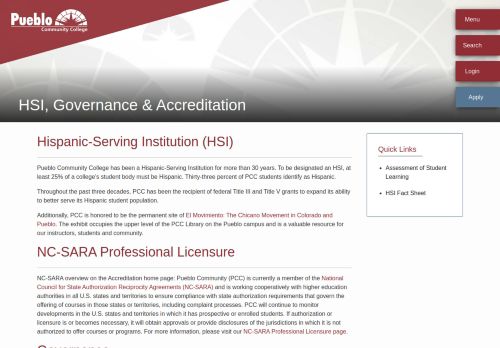 Pueblo
Community College
Menu
Search
Login
Apply
HSI, Governance & Accreditation
Hispanic-Serving Institution (HSI)
Pueblo Community College has been a Hispanic-Serving Institution for more than 30 years. To be designated an HSI, at
least 25% of a college's student body must be Hispanic. Thirty-three percent of PCC students identify as Hispanic.
Throughout the past three decades, PCC has been the recipient of federal Title III and Title V grants to expand its ability
to better serve its Hispanic student population.
Additionally, PCC is honored to be the permanent site of El Movimiento: The Chicano Movement in Colorado and
Pueblo. The exhibit occupies the upper level of the PCC Library on the Pueblo campus and is a valuable resource for
our instructors, students and community.
NC-SARA Professional Licensure
NC-SARA overview on the Accreditation home page: Pueblo Community (PCC) is currently a member of the National
Council for State Authorization Reciprocity Agreements (NC-SARA) and is working cooperatively with higher education
authorities in all U.S. states and territories to ensure compliance with state authorization requirements that govern the
offering of courses in those states or territories, including complaint processes. PCC will continue to monitor
developments in the U.S. states and territories in which it has prospective or enrolled students. If authorization or
licensure is or becomes necessary, it will obtain approvals or provide disclosures of the jurisdictions in which it is not
authorized to offer courses or programs. For more information, please visit our NC-SARA Professional Licensure page.
Quick Links
Assessment of Student
Learning
HSI Fact Sheet